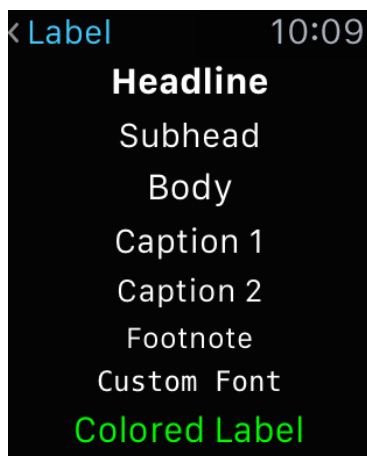 < Label 10:09
Headline
Subhead
Body
Caption 1
Caption 2
Footnote
Custom Font
Colored Label